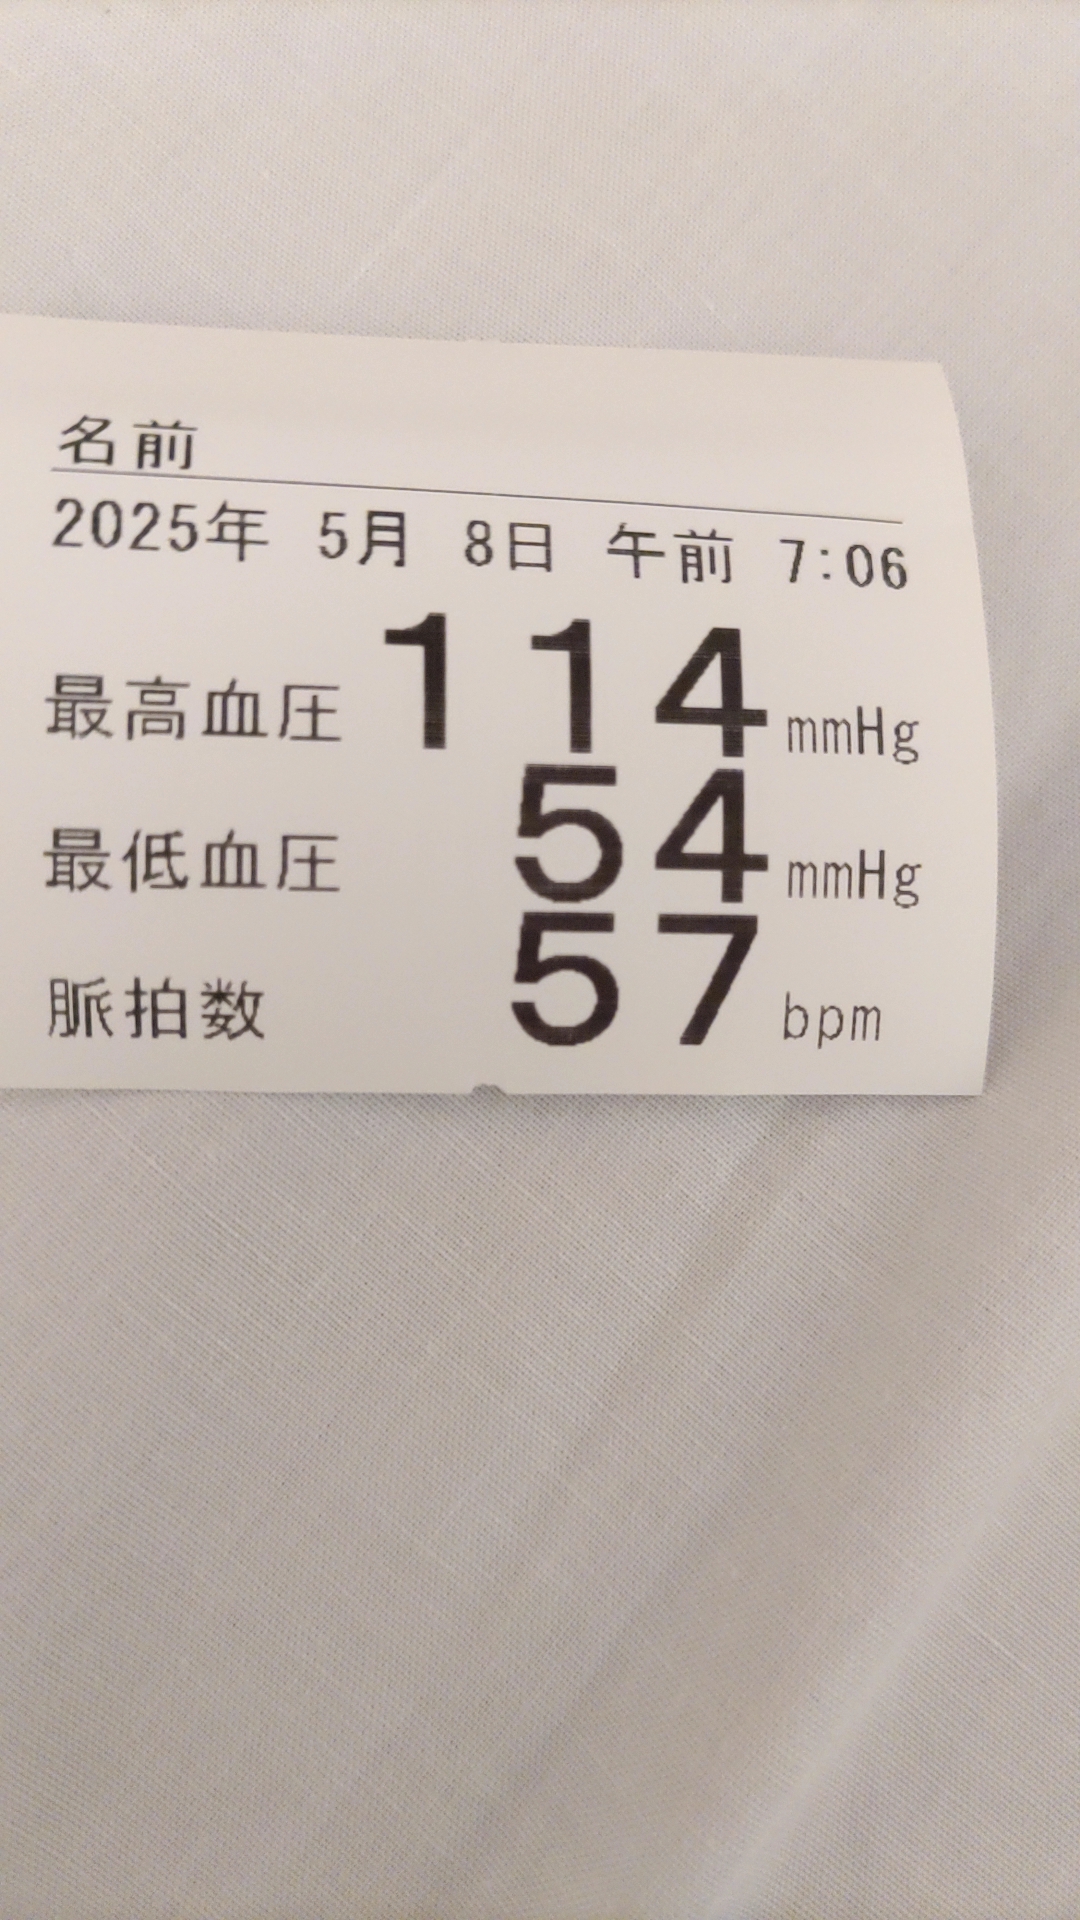 名前
2025年 5月 8日 午前 7:06
最高血圧 114 mmHg
最低血圧 54 mmHg
脈拍数 57 bpm